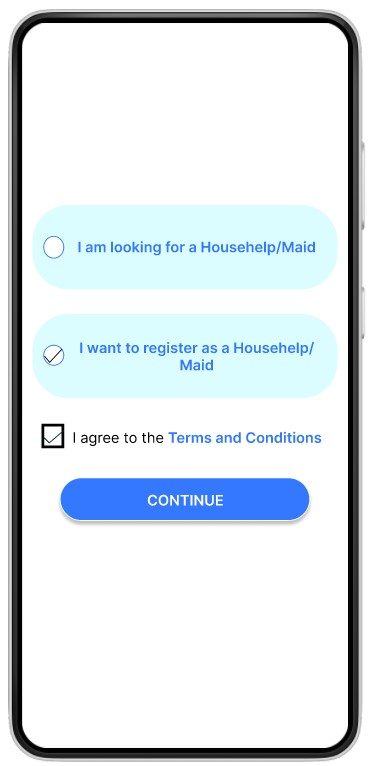 I am looking for a Househelp/Maid
I want to register as a Househelp/
Maid
I agree to the Terms and Conditions
CONTINUE